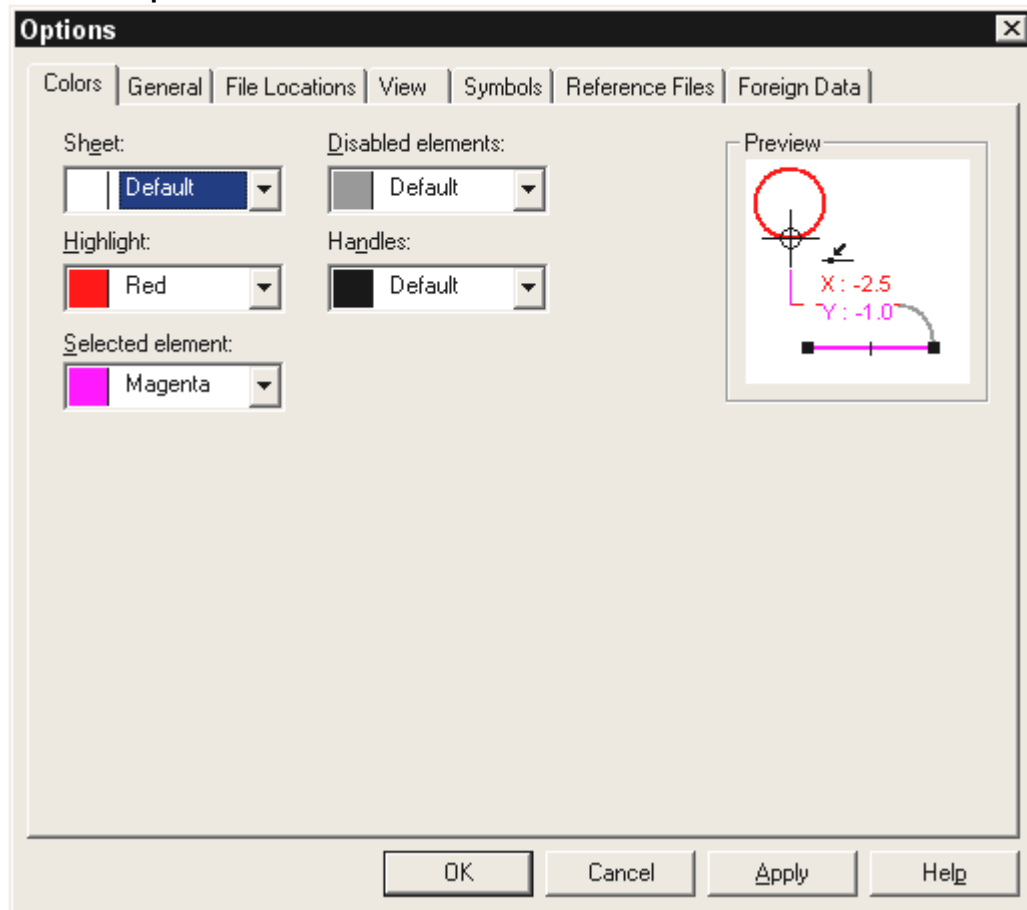 Options
Colors General File Locations View Symbols Reference Files Foreign Data
Sheet: Disabled elements: Preview
Default Default
Highlight: Handles:
Red Default
X : -2.5
Y : -1.0
Selected element:
Magenta
OK Cancel Apply Help